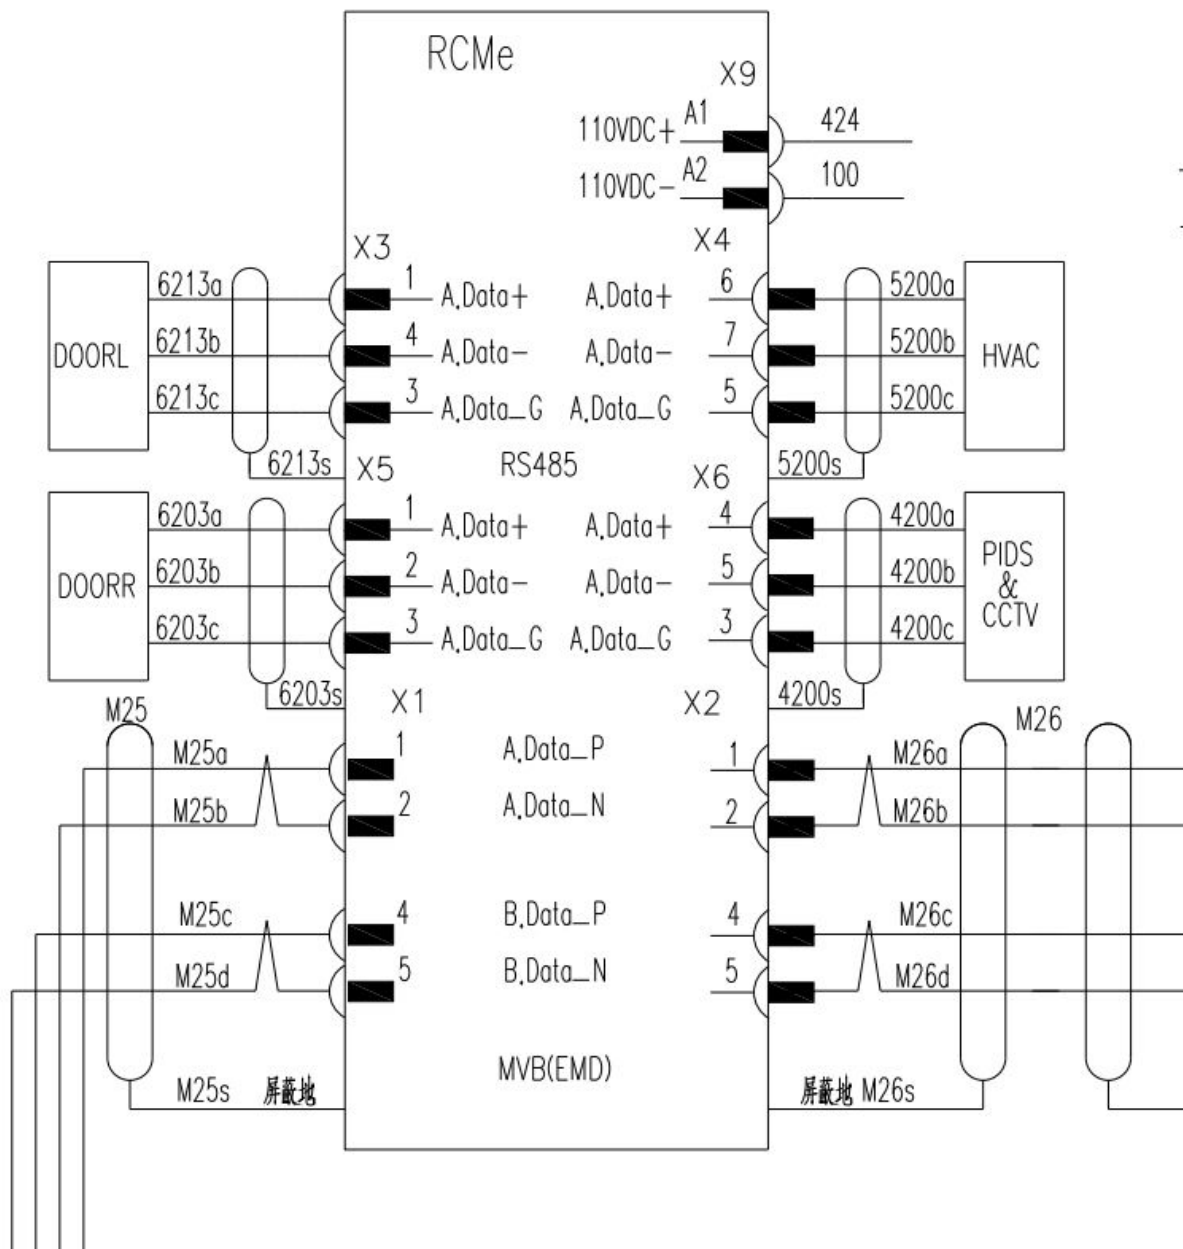 RCMe
X9
110VDC+ A1 424
110VDC- A2 100
X3 X4
6213a 1 A.Data+ A.Data+ 6 5200a
DOORL 6213b 4 A.Data- A.Data- 7 5200b HVAC
6213c 3 A.Data_G A.Data_G 5 5200c
6213s X5 RS485 X6 5200s
6203a 1 A.Data+ A.Data+ 4 4200a
DOORR 6203b 2 A.Data- A.Data- 5 4200b PIDS
&
CCTV
6203c 3 A.Data_G A.Data_G 3 4200c
6203s X1 X2 4200s
M25 M26
M25a 1 A.Data_P 1 M26a
M25b 2 A.Data_N 2 M26b
M25c 4 B.Data_P 4 M26c
M25d 5 B.Data_N 5 M26d
MVB(EMD)
M25s 屏蔽地 屏蔽地 M26s